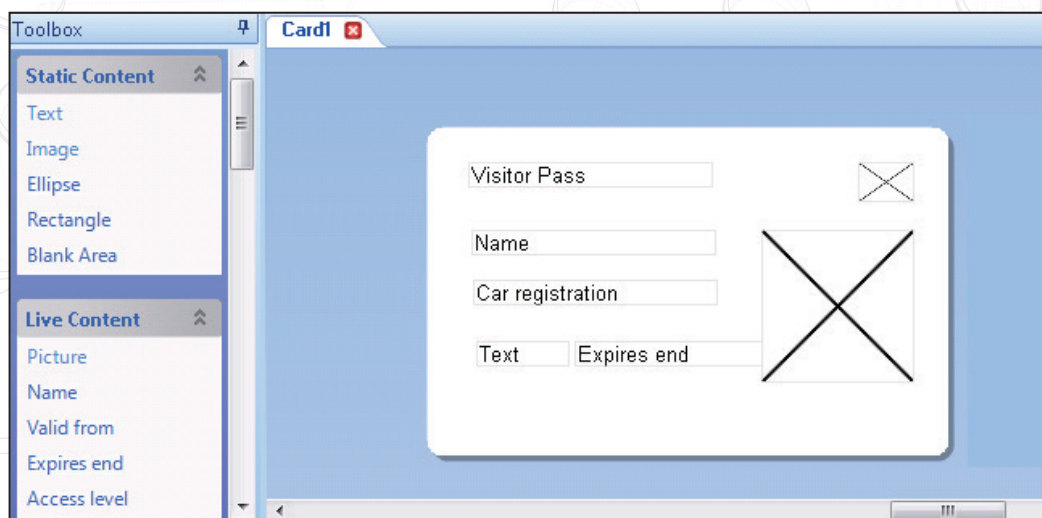 Toolbox
Card1
Static Content
Text
Image
Ellipse
Rectangle
Blank Area
Live Content
Picture
Name
Valid from
Expires end
Access level
Visitor Pass
Name
Car registration
Text Expires end